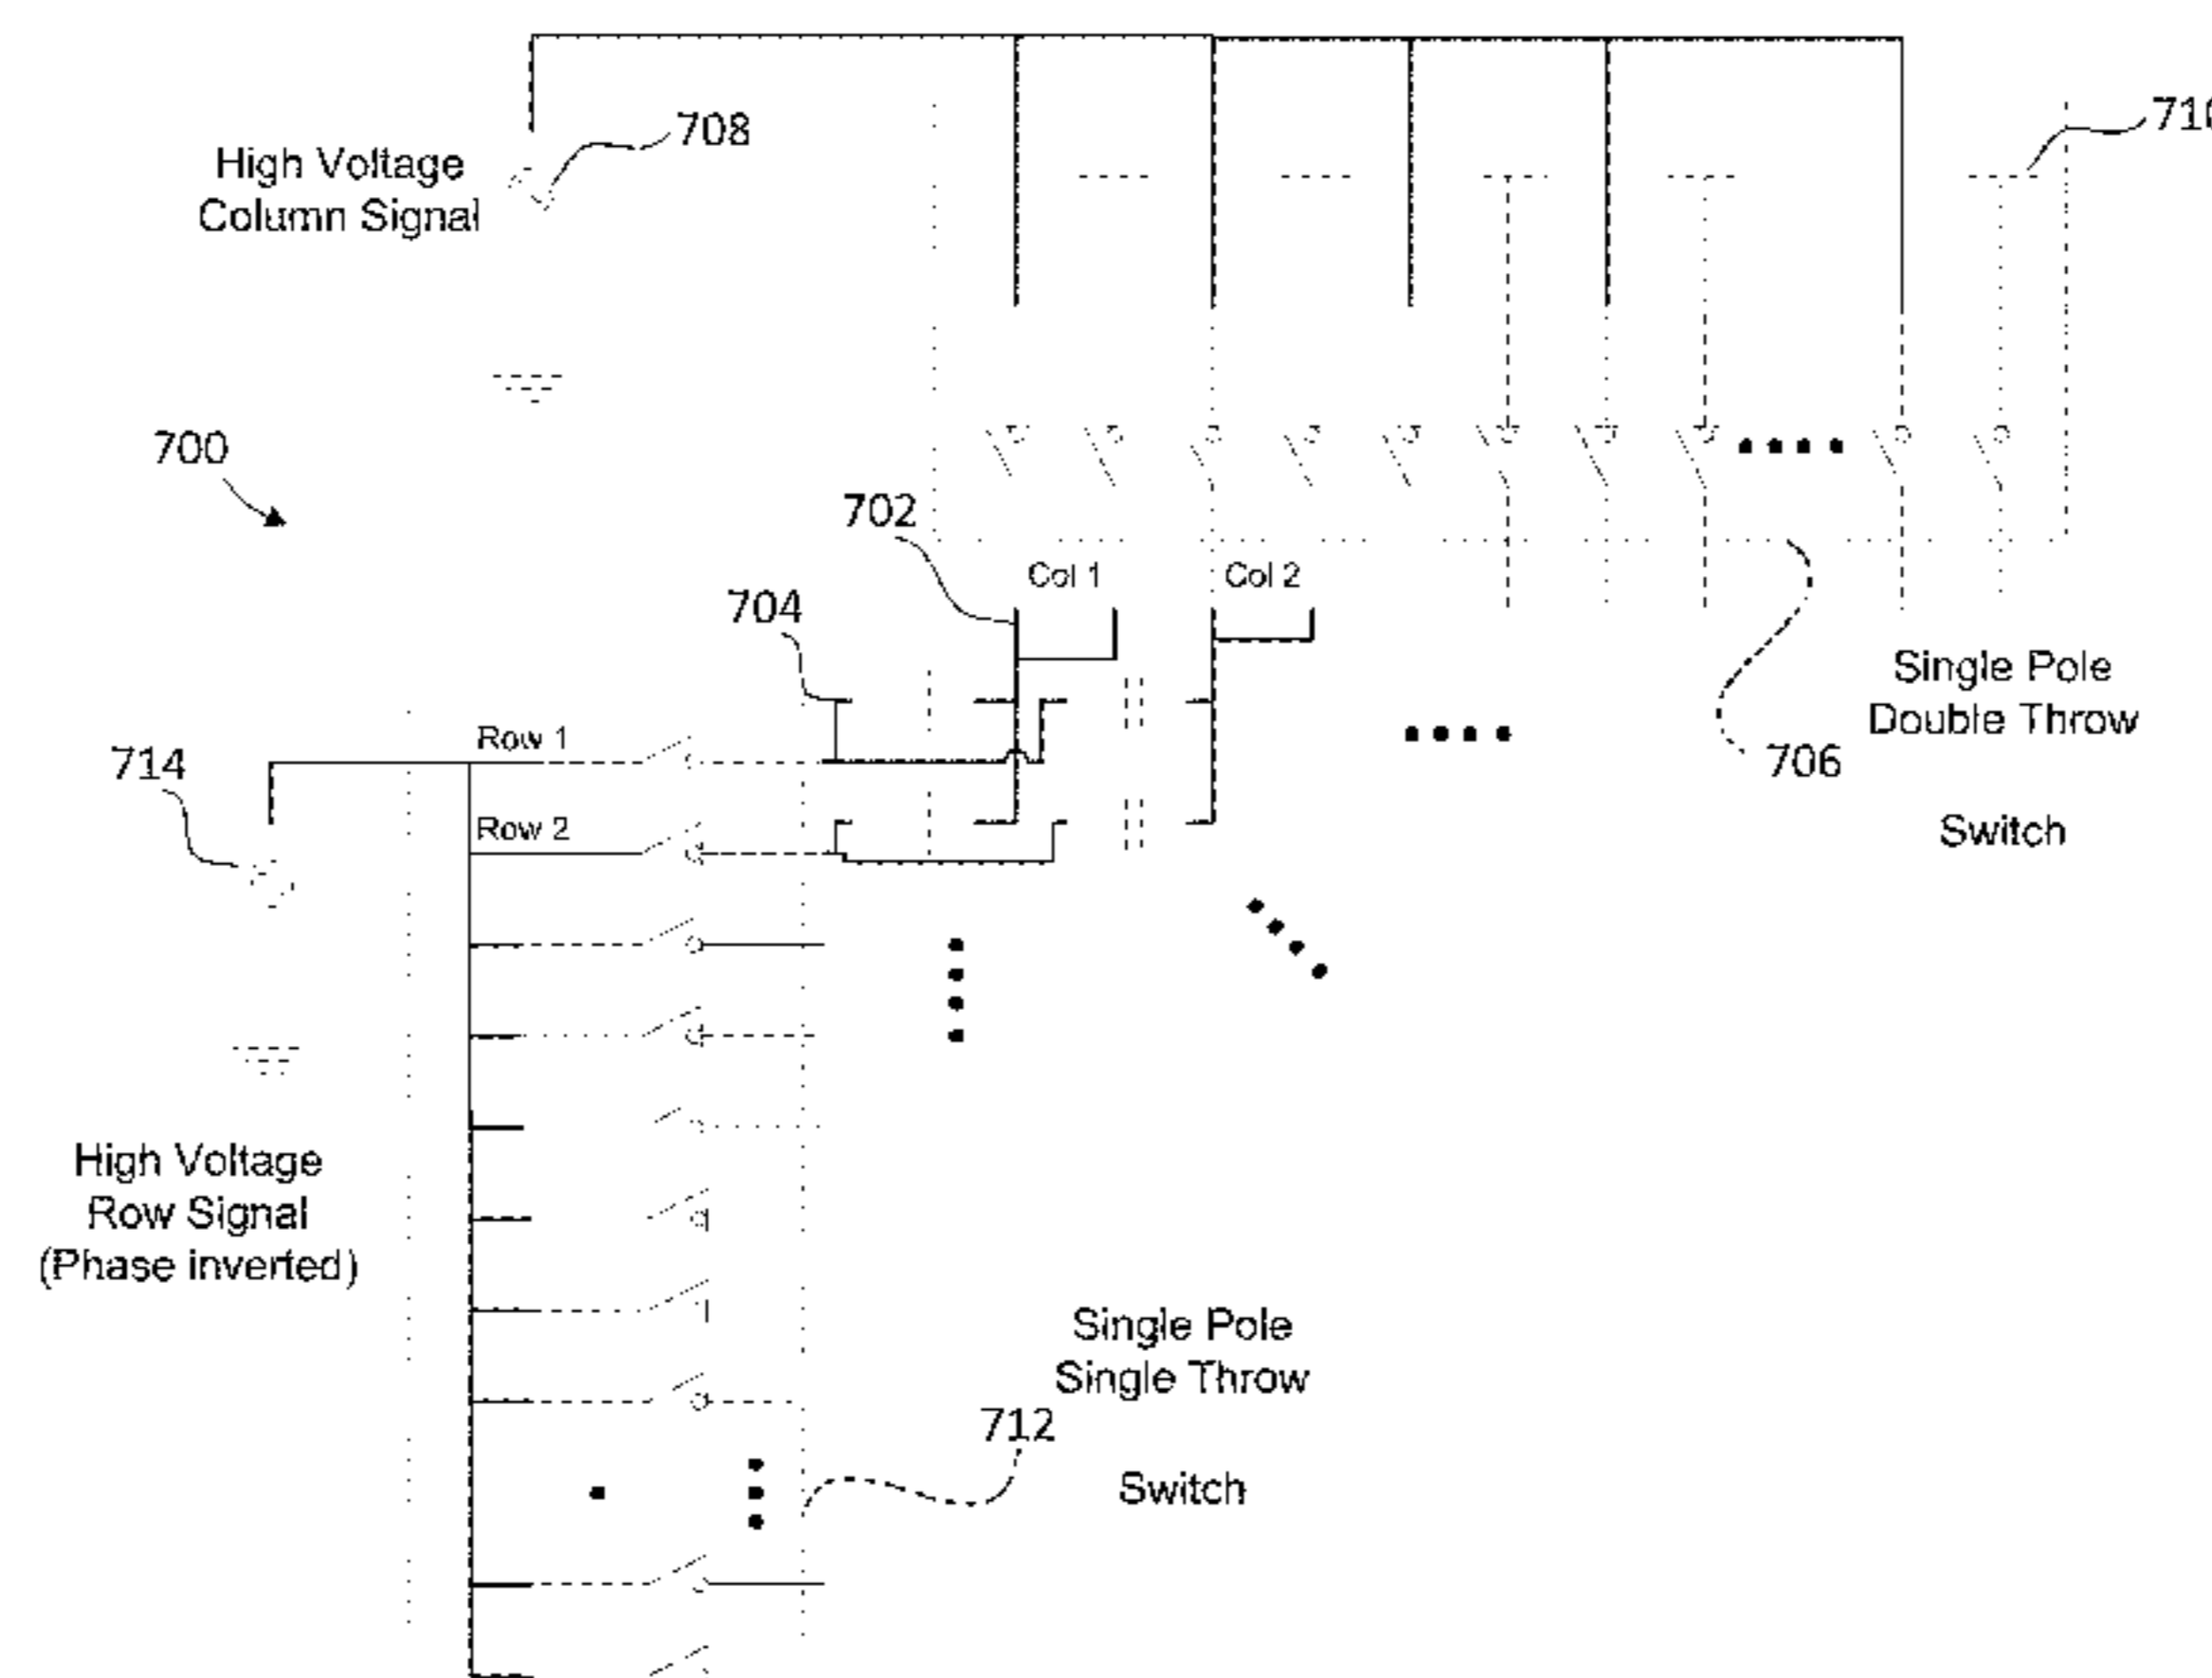 708
High Voltage
Column Signal
700
702
Col 1
Col 2
704
Single Pole
Double Throw
706
Switch
714
Row 1
Row 2
High Voltage
Row Signal
(Phase inverted)
Single Pole
Single Throw
712
Switch